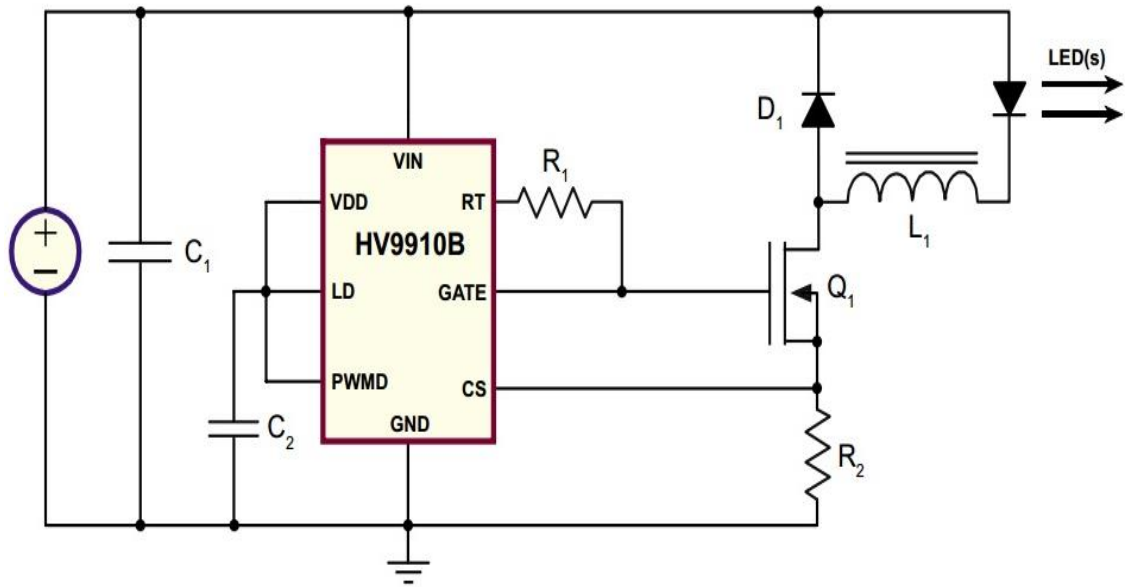 LED(s)
D₁
VIN
R₁
VDD
RT
HV9910B
L₁
C₁
LD
GATE
Q₁
PWMD
CS
GND
C₂
R₂